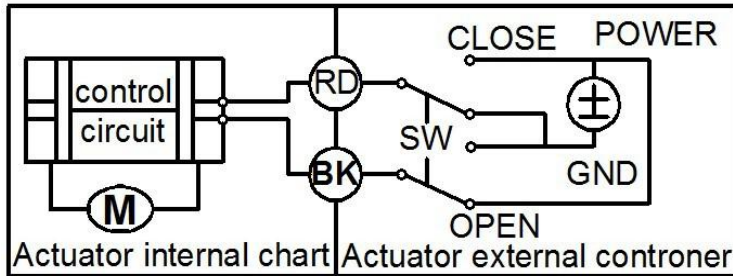 CLOSE POWER
RD
control
circuit
SW
±
BK
GND
M
OPEN
Actuator internal chart
Actuator external controner